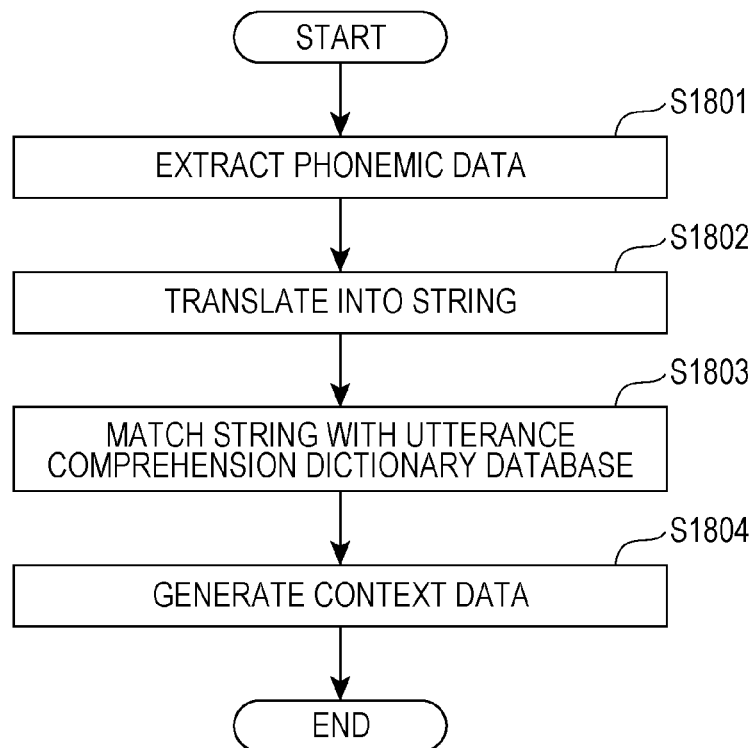 START
S1801
EXTRACT PHONEMIC DATA
S1802
TRANSLATE INTO STRING
S1803
MATCH STRING WITH UTTERANCE
COMPREHENSION DICTIONARY DATABASE
S1804
GENERATE CONTEXT DATA
END